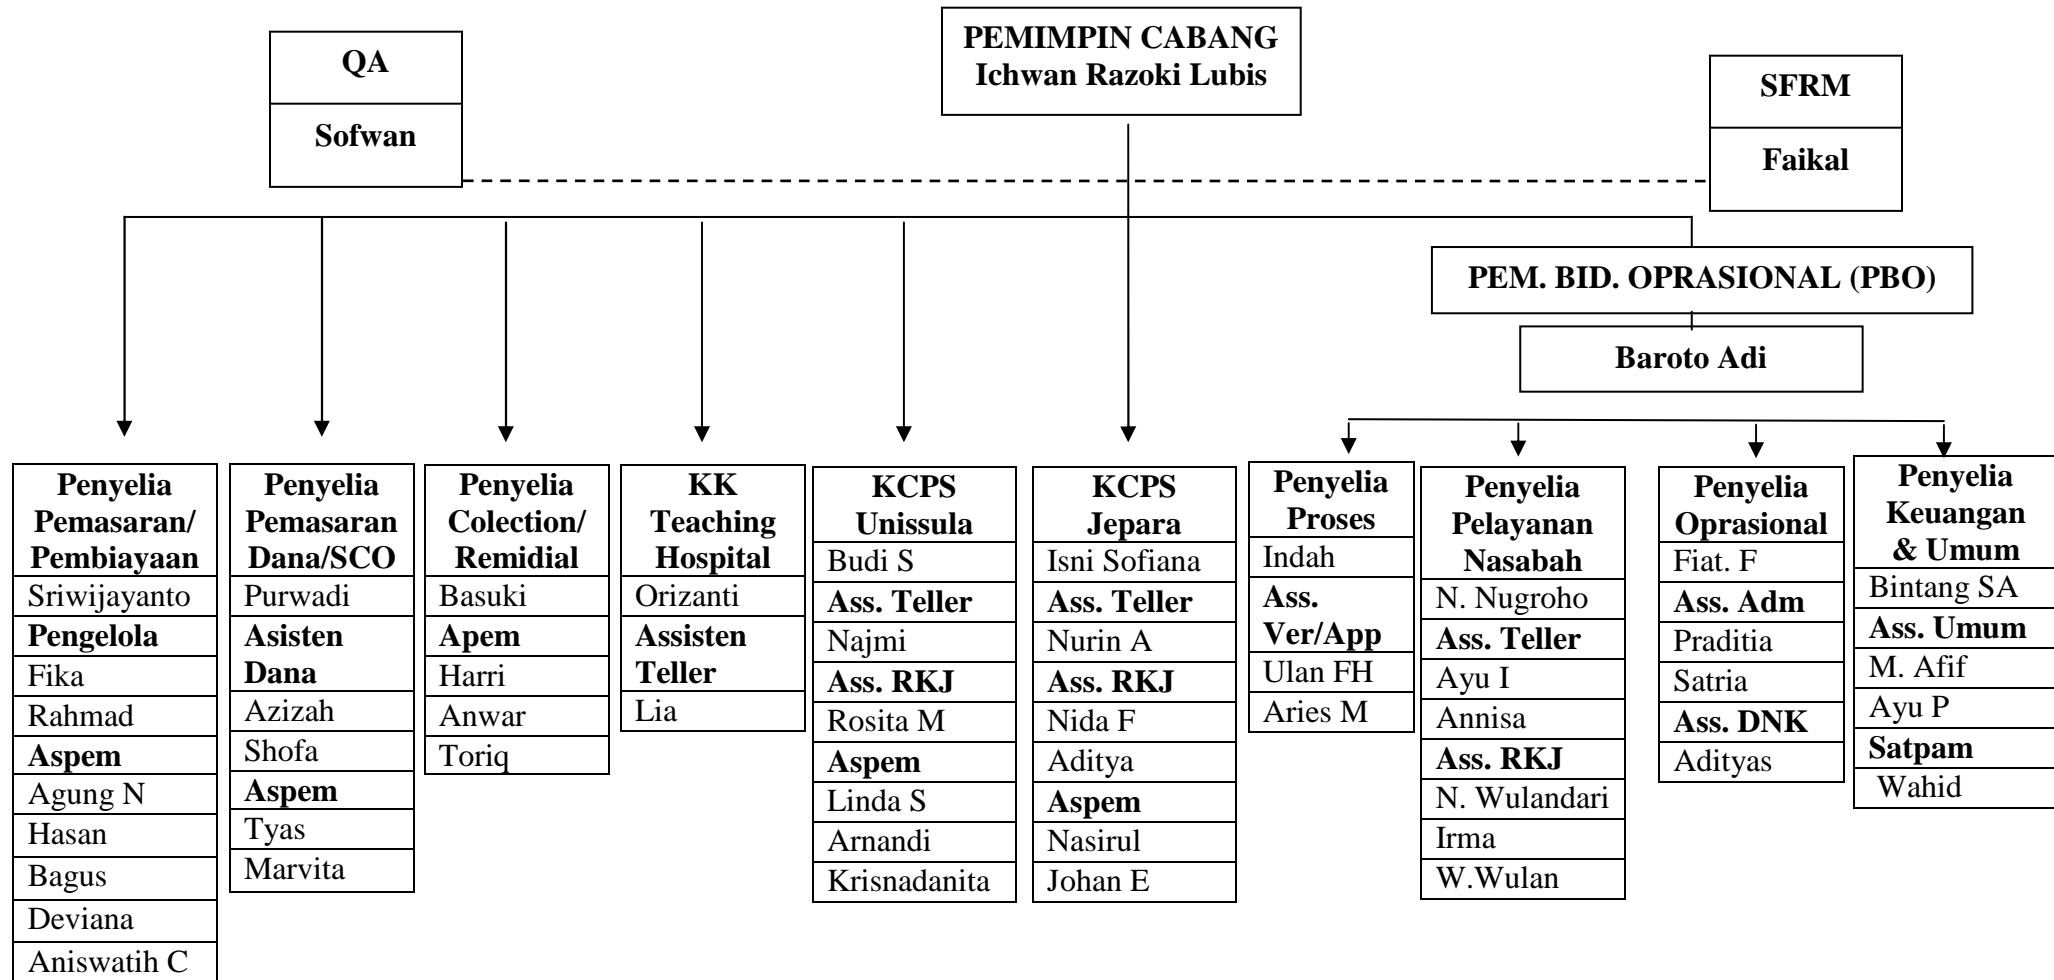 QA
Sofwan
PEMIMPIN CABANG
Ichwan Razoki Lubis
SFRM
Faikal
PEM. BID. OPRASIONAL (PBO)
Baroto Adi
Penyelia
Pemasaran/
Pembiayaan
Sriwijayanto
Pengelola
Fika
Rahmad
Aspem
Agung N
Hasan
Bagus
Deviana
Aniswatih C
Penyelia
Pemasaran
Dana/SCO
Purwadi
Asisten
Dana
Azizah
Shofa
Aspem
Tyas
Marvita
Penyelia
Colection/
Remidial
Basuki
Apem
Harri
Anwar
Toriq
KK
Teaching
Hospital
Orizanti
Assisten
Teller
Lia
KCPS
Unissula
Budi S
Ass. Teller
Najmi
Ass. RKJ
Rosita M
Aspem
Linda S
Arnandi
Krisnadanita
KCPS
Jepara
Isni Sofiana
Ass. Teller
Nurin A
Ass. RKJ
Nida F
Aditya
Aspem
Nasirul
Johan E
Penyelia
Proses
Indah
Ass.
Ver/App
Ulan FH
Aries M
Penyelia
Pelayanan
Nasabah
N. Nugroho
Ass. Teller
Ayu I
Annisa
Ass. RKJ
N. Wulandari
Irma
W.Wulan
Penyelia
Oprasional
Fiat. F
Ass. Adm
Praditia
Satria
Ass. DNK
Adityas
Penyelia
Keuangan
& Umum
Bintang SA
Ass. Umum
M. Afif
Ayu P
Satpam
Wahid